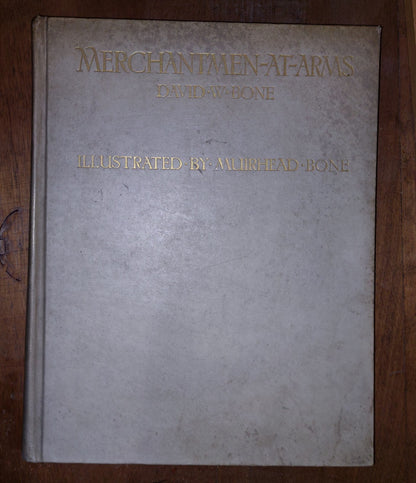 MERCHANTMEN-AT-ARMS
DAVID·W·BONE
ILLUSTRATED·BY·MUIRHEAD·BONE